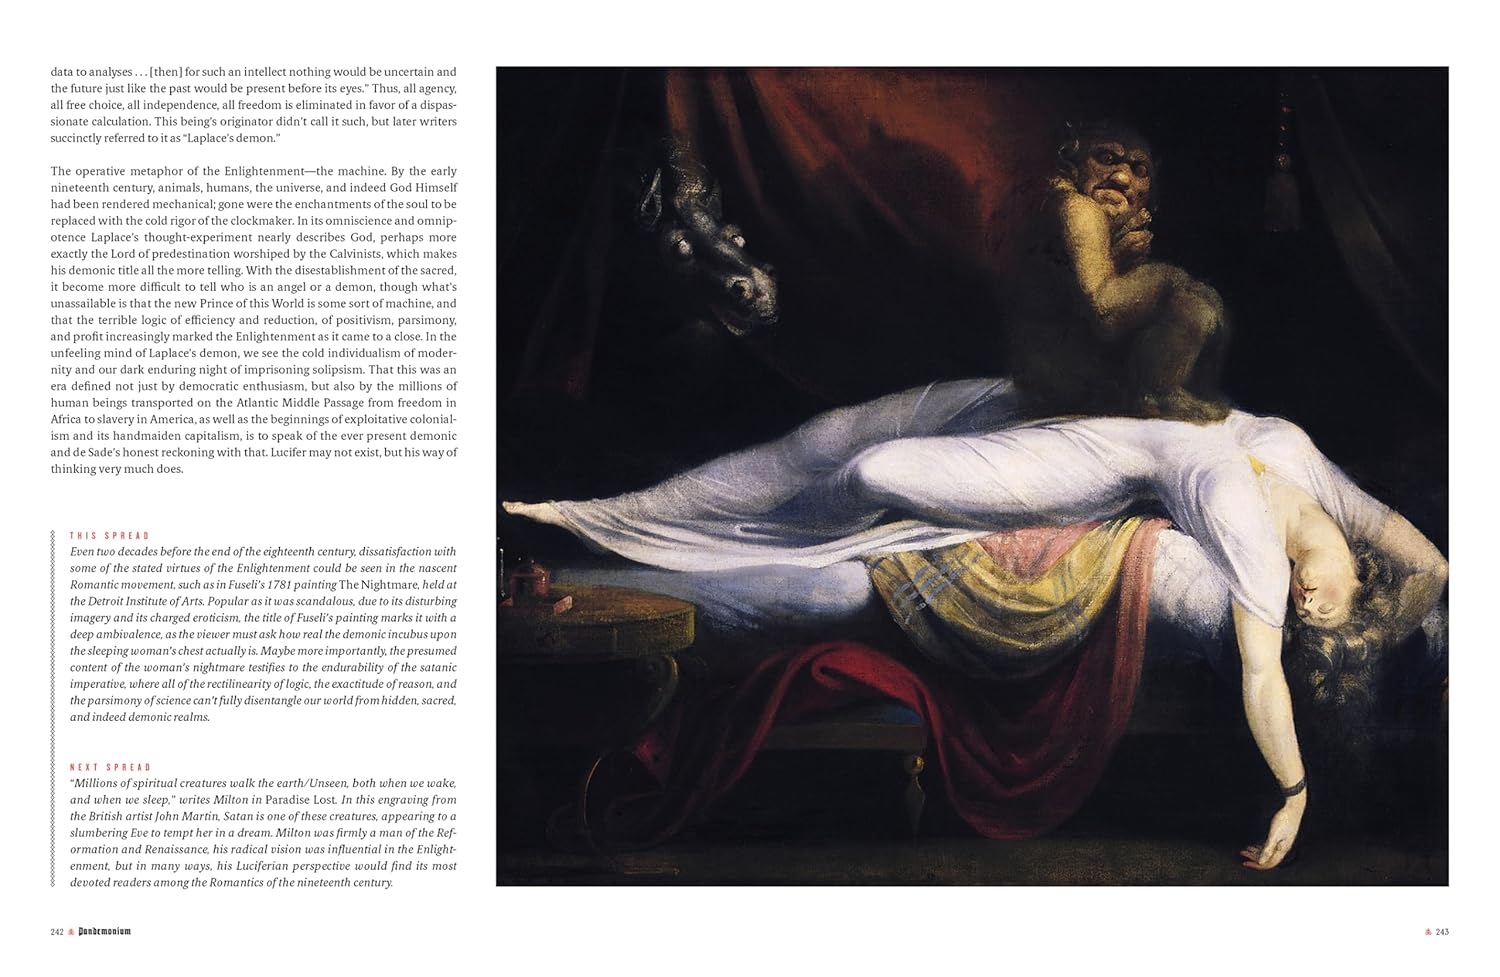 data to analyses . . . [then] for such an intellect nothing would be uncertain and
the future just like the past would be present before its eyes.” Thus, all agency,
all free choice, all independence, all freedom is eliminated in favor of a dispas-
sionate calculation. This being’s originator didn’t call it such, but later writers
succinctly referred to it as “Laplace’s demon.”
The operative metaphor of the Enlightenment—the machine. By the early
nineteenth century, animals, humans, the universe, and indeed God Himself
had been rendered mechanical; gone were the enchantments of the soul to be
replaced with the cold rigor of the clockmaker. In its omniscience and omnip-
otence Laplace’s thought-experiment nearly describes God, perhaps more
exactly the Lord of predestination worshiped by the Calvinists, which makes
his demonic title all the more telling. With the disestablishment of the sacred,
it become more difficult to tell who is an angel or a demon, though what’s
unassailable is that the new Prince of this World is some sort of machine, and
that the terrible logic of efficiency and reduction, of positivism, parsimony,
and profit increasingly marked the Enlightenment as it came to a close. In the
unfeeling mind of Laplace’s demon, we see the cold individualism of moder-
nity and our dark enduring night of imprisoning solipsism. That this was an
era defined not just by democratic enthusiasm, but also by the millions of
human beings transported on the Atlantic Middle Passage from freedom in
Africa to slavery in America, as well as the beginnings of exploitative colonial-
ism and its handmaiden capitalism, is to speak of the ever present demonic
and de Sade’s honest reckoning with that. Lucifer may not exist, but his way of
thinking very much does.
THIS SPREAD
Even two decades before the end of the eighteenth century, dissatisfaction with
some of the stated virtues of the Enlightenment could be seen in the nascent
Romantic movement, such as in Fuseli’s 1781 painting The Nightmare, held at
the Detroit Institute of Arts. Popular as it was scandalous, due to its disturbing
imagery and its charged eroticism, the title of Fuseli’s painting marks it with a
deep ambivalence, as the viewer must ask how real the demonic incubus upon
the sleeping woman’s chest actually is. Maybe more importantly, the presumed
content of the woman’s nightmare testifies to the endurability of the satanic
imperative, where all of the rectilinearity of logic, the exactitude of reason, and
the parsimony of science can’t fully disentangle our world from hidden, sacred,
and indeed demonic realms.
NEXT SPREAD
“Millions of spiritual creatures walk the earth/Unseen, both when we wake,
and when we sleep,” writes Milton in Paradise Lost. In this engraving from
the British artist John Martin, Satan is one of these creatures, appearing to a
slumbering Eve to tempt her in a dream. Milton was firmly a man of the Ref-
ormation and Renaissance, his radical vision was influential in the Enlight-
enment, but in many ways, his Luciferian perspective would find its most
devoted readers among the Romantics of the nineteenth century.
242 Pandemonium
243